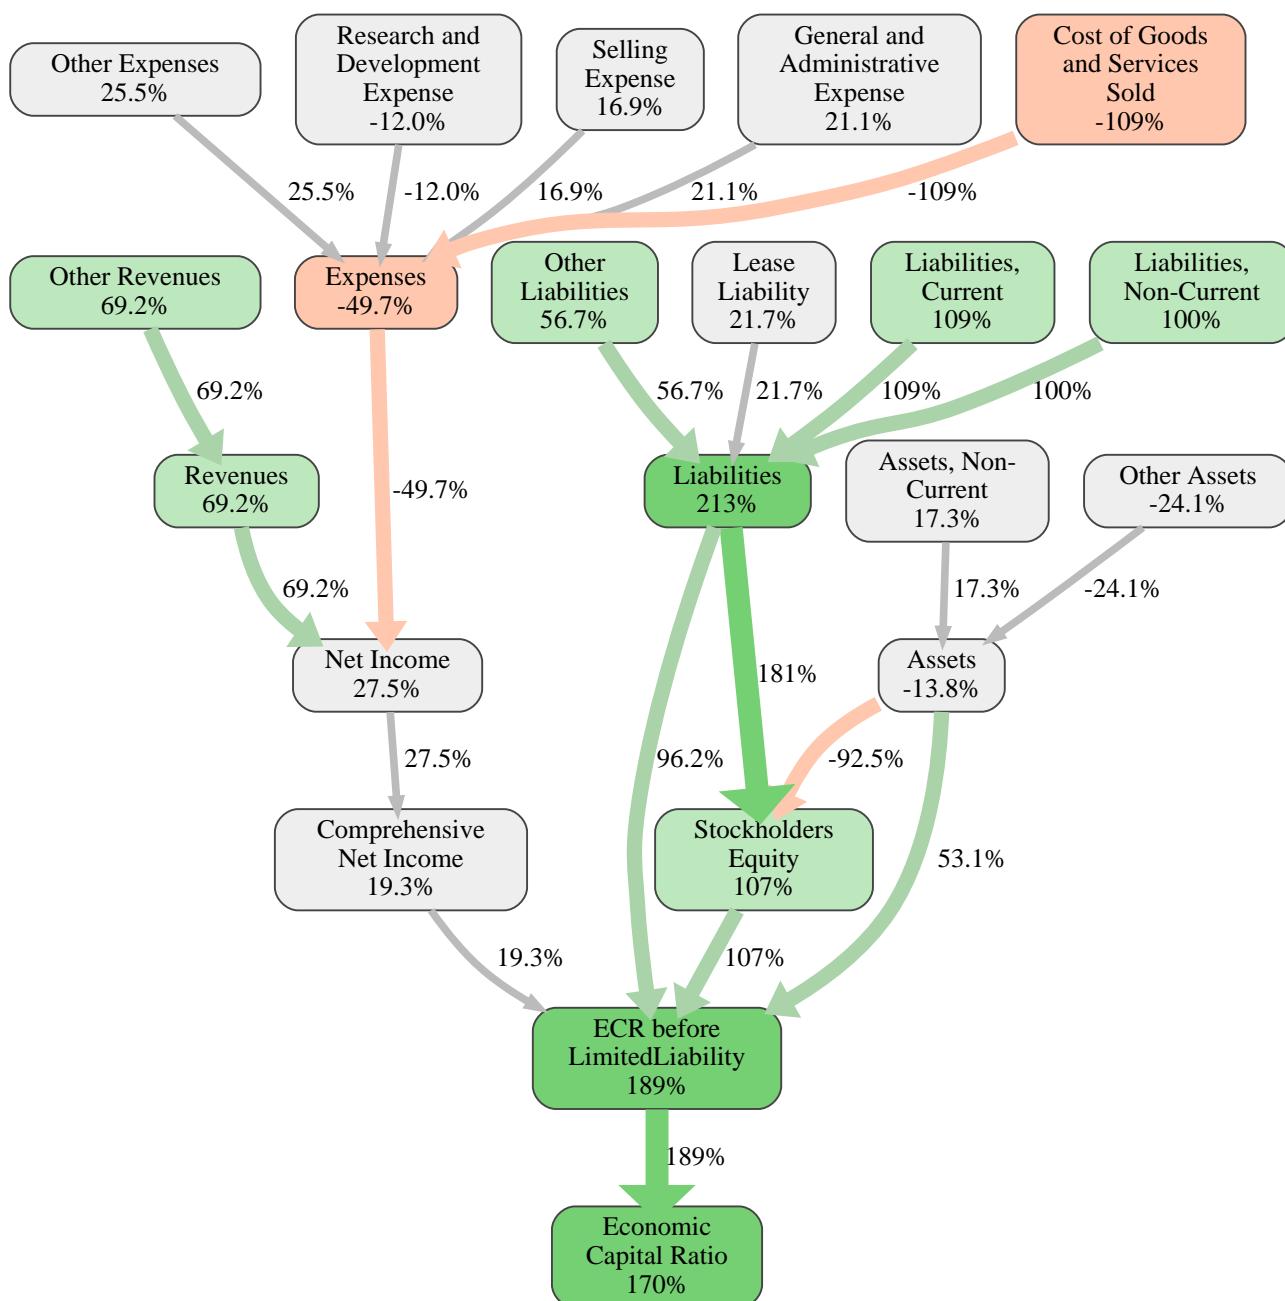 Other Expenses
25.5%
Research and
Development
Expense
-12.0%
Selling
Expense
16.9%
General and
Administrative
Expense
21.1%
Cost of Goods
and Services
Sold
-109%
25.5%
-12.0%
16.9%
21.1%
-109%
Other Revenues
69.2%
Expenses
-49.7%
Other
Liabilities
56.7%
Lease
Liability
21.7%
Liabilities,
Current
109%
Liabilities,
Non-Current
100%
69.2%
56.7%
21.7%
109%
100%
Revenues
69.2%
-49.7%
Liabilities
213%
Assets, Non-
Current
17.3%
Other Assets
-24.1%
69.2%
17.3%
-24.1%
Net Income
27.5%
181%
Assets
-13.8%
27.5%
96.2%
-92.5%
Comprehensive
Net Income
19.3%
Stockholders
Equity
107%
53.1%
19.3%
107%
ECR before
LimitedLiability
189%
189%
Economic
Capital Ratio
170%